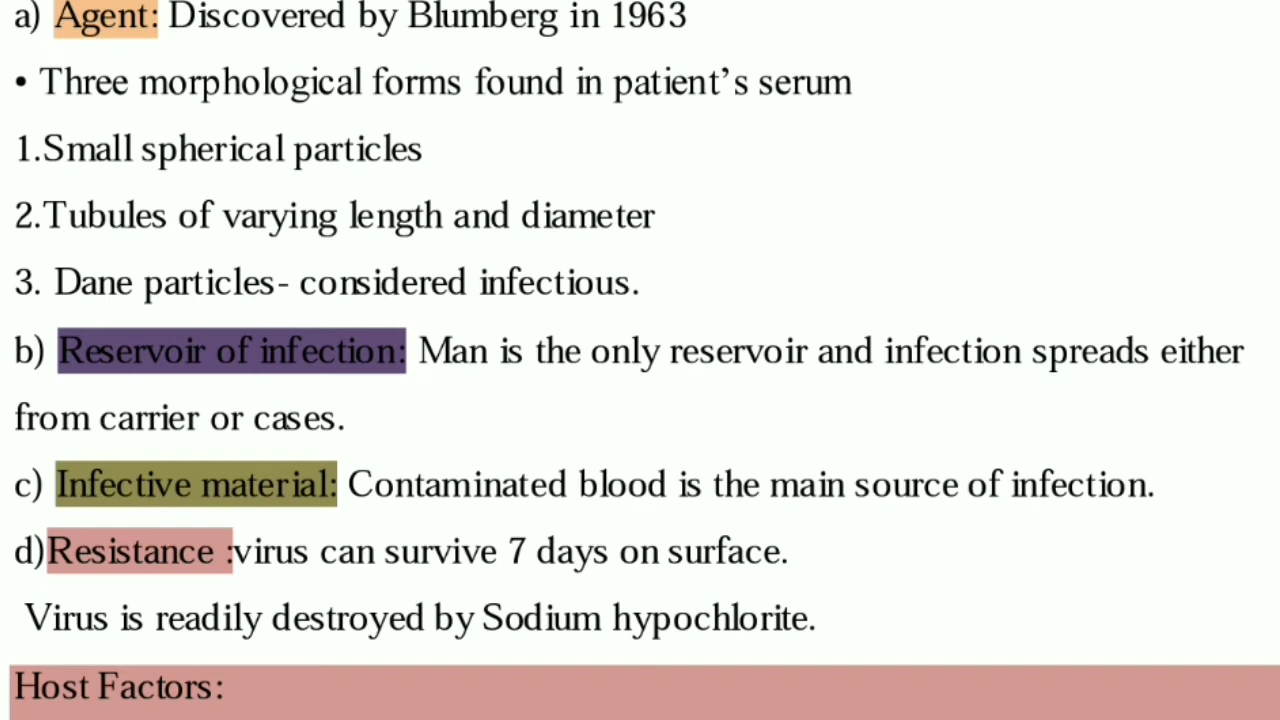 a) Agent: Discovered by Blumberg in 1963
• Three morphological forms found in patient’s serum
1.Small spherical particles
2.Tubules of varying length and diameter
3. Dane particles- considered infectious.
b) Reservoir of infection: Man is the only reservoir and infection spreads either
from carrier or cases.
c) Infective material: Contaminated blood is the main source of infection.
d)Resistance :virus can survive 7 days on surface.
Virus is readily destroyed by Sodium hypochlorite.
Host Factors: